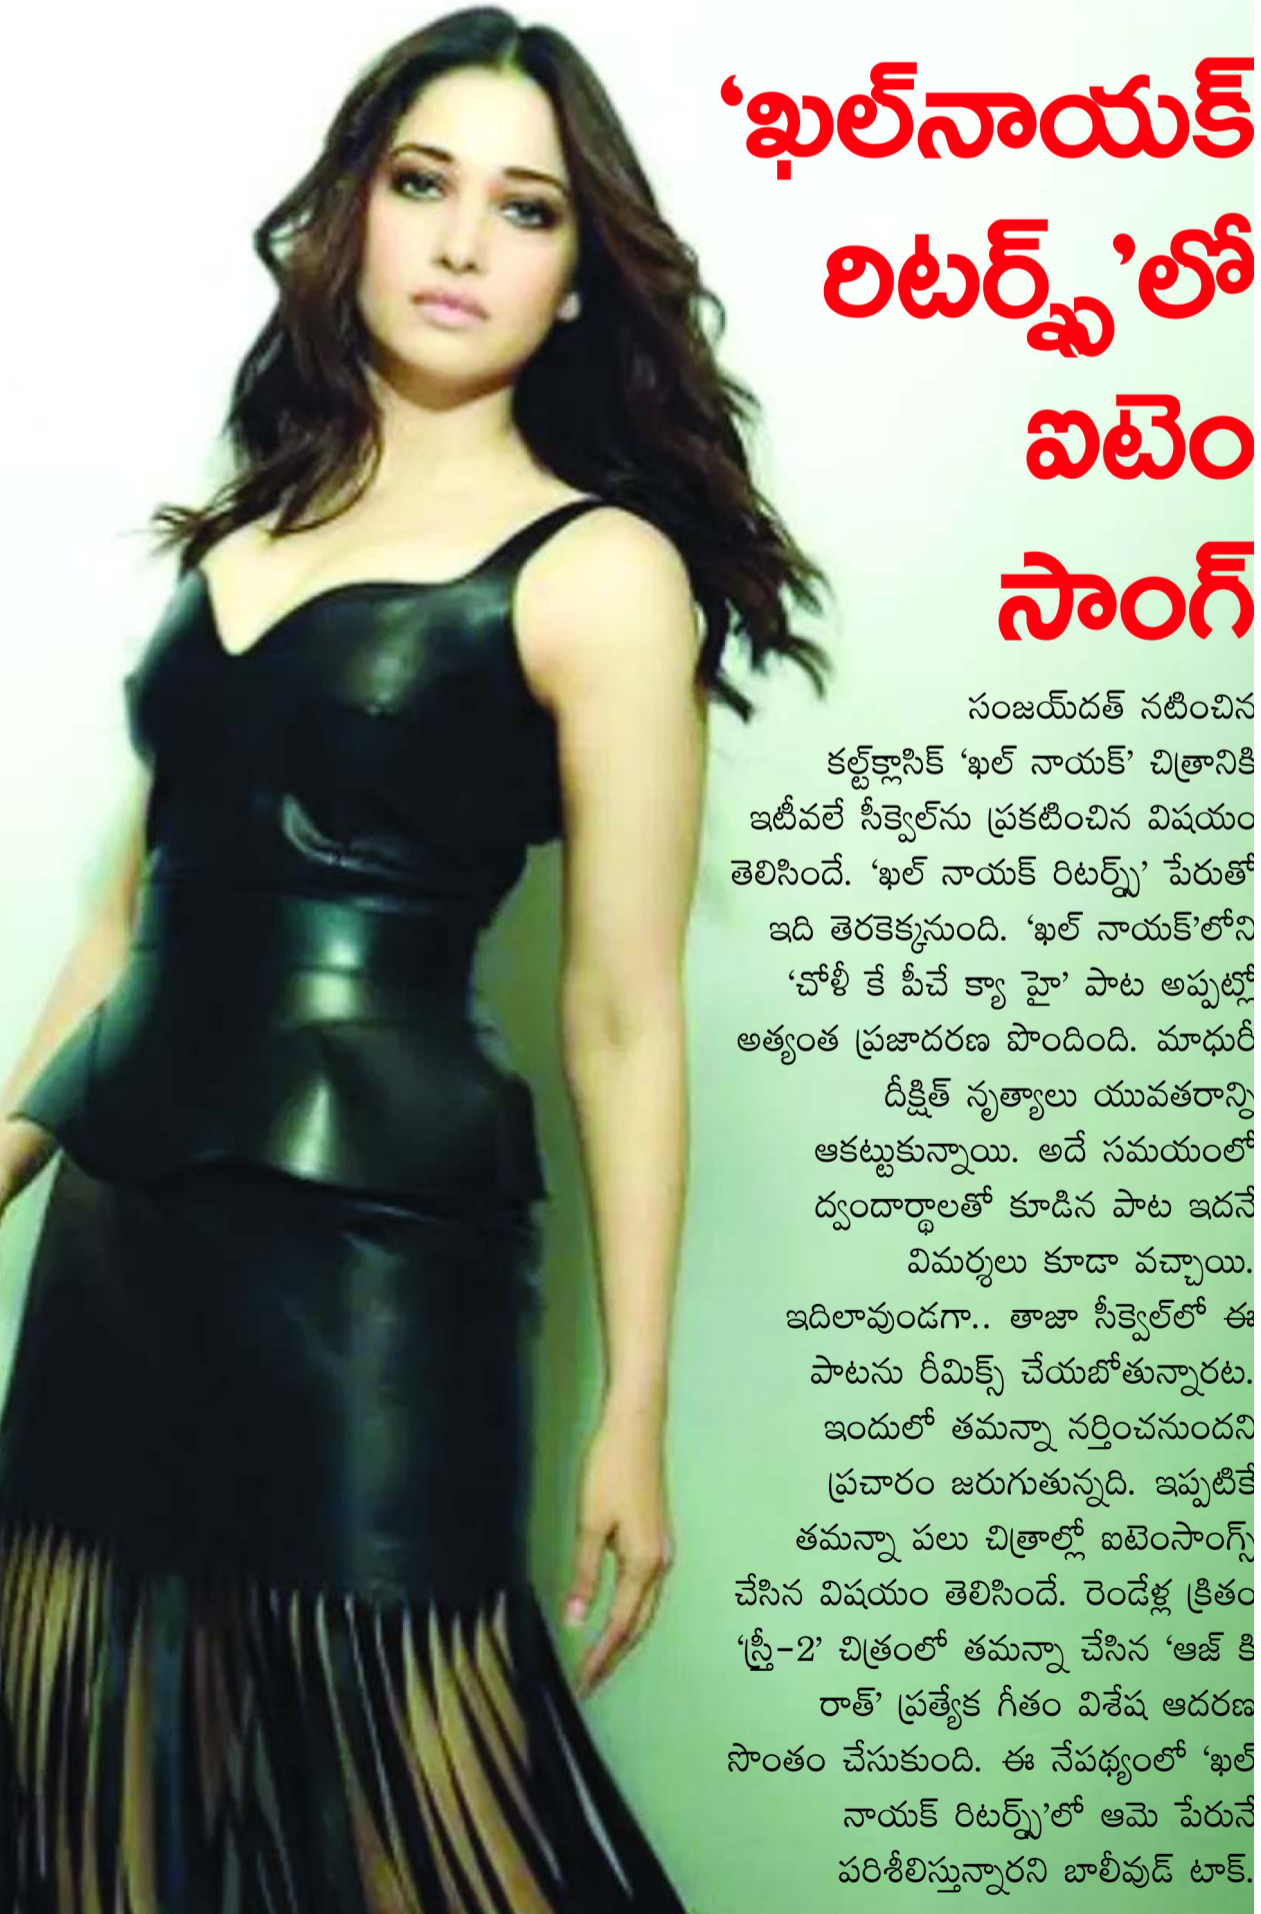 ‘ఖల్‌నాయక్
రిటర్న్స్’లో
ఐటెం
సాంగ్
సంజయ్‌దత్ నటించిన
కల్ట్‌క్లాసిక్ ‘ఖల్ నాయక్’ చిత్రానికి
ఇటీవలే సీక్వెల్‌ను ప్రకటించిన విషయం
తెలిసిందే. ‘ఖల్ నాయక్ రిటర్న్స్’ పేరుతో
ఇది తెరకెక్కనుంది. ‘ఖల్ నాయక్’లోని
‘చోళీ కే పీచే క్యా హై’ పాట అప్పట్లో
అత్యంత ప్రజాదరణ పొందింది. మాధురీ
దీక్షిత్ నృత్యాలు యువతరాన్ని
ఆకట్టుకున్నాయి. అదే సమయంలో
ద్వందార్థాలతో కూడిన పాట ఇదనే
విమర్శలు కూడా వచ్చాయి.
ఇదిలావుండగా.. తాజా సీక్వెల్‌లో ఈ
పాటను రీమిక్స్ చేయబోతున్నారట.
ఇందులో తమన్నా నర్తించనుందని
ప్రచారం జరుగుతున్నది. ఇప్పటికే
తమన్నా పలు చిత్రాల్లో ఐటెంసాంగ్స్
చేసిన విషయం తెలిసిందే. రెండేళ్ల క్రితం
‘స్త్రీ-2’ చిత్రంలో తమన్నా చేసిన ‘ఆజ్ కి
రాత్’ ప్రత్యేక గీతం విశేష ఆదరణ
సొంతం చేసుకుంది. ఈ నేపథ్యంలో ‘ఖల్
నాయక్ రిటర్న్స్’లో ఆమె పేరునే
పరిశీలిస్తున్నారని బాలీవుడ్ టాక్.